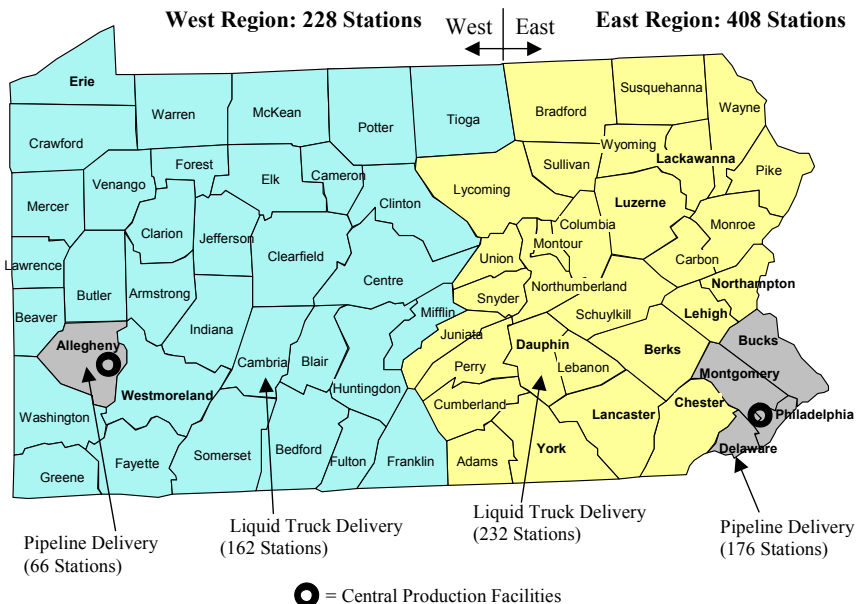 West Region: 228 Stations
East Region: 408 Stations
West
East
Erie
Warren
McKean
Potter
Tioga
Bradford
Susquehanna
Wayne
Crawford
Forest
Venango
Elk
Cameron
Clinton
Lycoming
Sullivan
Wyoming
Lackawanna
Pike
Mercer
Clarion
Jefferson
Clearfield
Centre
Union
Montour
Columbia
Luzerne
Monroe
Carbon
Lawrence
Butler
Armstrong
Indiana
Mifflin
Snyder
Northumberland
Schuylkill
Northampton
Lehigh
Beaver
Allegheny
Cambria
Blair
Huntingdon
Juniata
Perry
Dauphin
Lebanon
Berks
Bucks
Montgomery
Washington
Westmoreland
Cumberland
Lancaster
Chester
Philadelphia
Delaware
Greene
Fayette
Somerset
Bedford
Fulton
Franklin
Adams
York
Pipeline Delivery
(66 Stations)
Liquid Truck Delivery
(162 Stations)
Liquid Truck Delivery
(232 Stations)
Pipeline Delivery
(176 Stations)
= Central Production Facilities